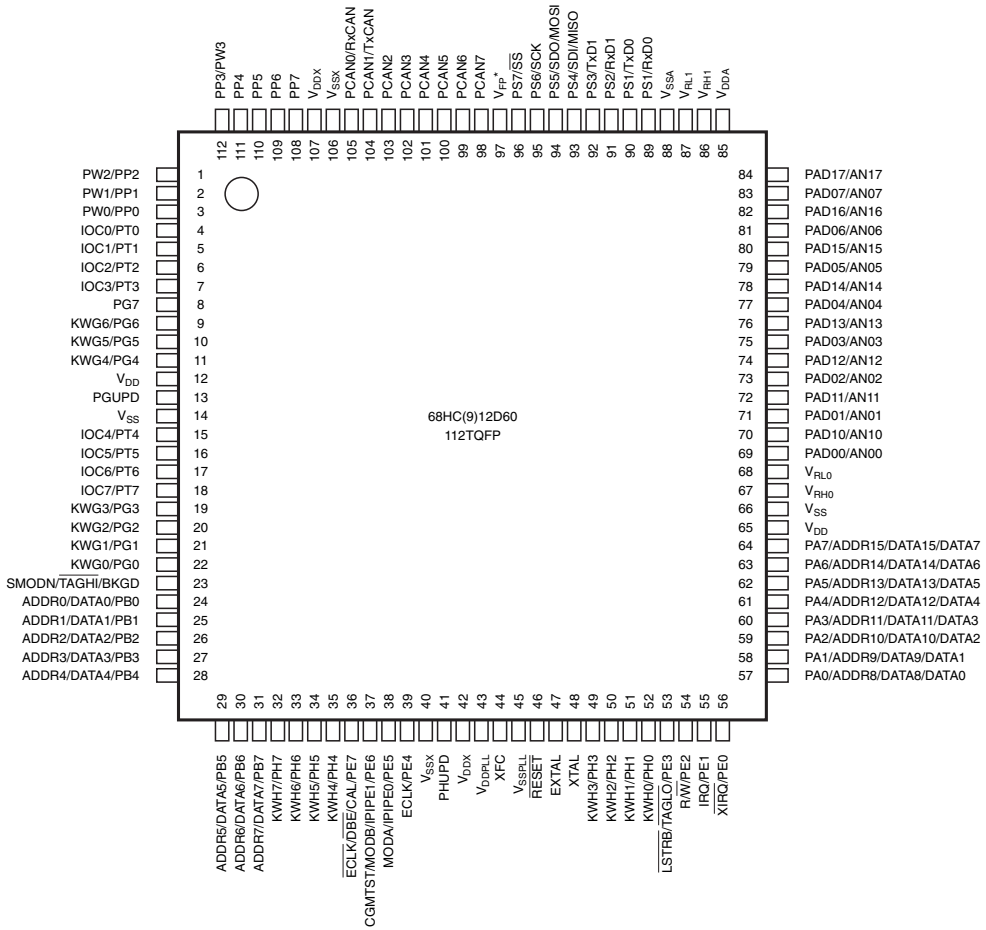 PP3/PW3
PP4
PP5
PP6
PP7
VDDX
VSSX
PCAN0/RxCAN
PCAN1/TxCAN
PCAN2
PCAN3
PCAN4
PCAN5
PCAN6
PCAN7
VFP*
PS7/SS
PS6/SCK
PS5/SDO/MOSI
PS4/SDI/MISO
PS3/TxD1
PS2/RxD1
PS1/TxD0
PS1/RxD0
VSSA
VRL1
VRH1
VDDA
112
111
110
109
108
107
106
105
104
103
102
101
100
99
98
97
96
95
94
93
92
91
90
89
88
87
86
85
PW2/PP2 1
PW1/PP1 2
PW0/PP0 3
IOC0/PT0 4
IOC1/PT1 5
IOC2/PT2 6
IOC3/PT3 7
PG7 8
KWG6/PG6 9
KWG5/PG5 10
KWG4/PG4 11
VDD 12
PGUPD 13
VSS 14
IOC4/PT4 15
IOC5/PT5 16
IOC6/PT6 17
IOC7/PT7 18
KWG3/PG3 19
KWG2/PG2 20
KWG1/PG1 21
KWG0/PG0 22
SMODN/TAGHI/BKGD 23
ADDR0/DATA0/PB0 24
ADDR1/DATA1/PB1 25
ADDR2/DATA2/PB2 26
ADDR3/DATA3/PB3 27
ADDR4/DATA4/PB4 28
68HC(9)12D60
112TQFP
84 PAD17/AN17
83 PAD07/AN07
82 PAD16/AN16
81 PAD06/AN06
80 PAD15/AN15
79 PAD05/AN05
78 PAD14/AN14
77 PAD04/AN04
76 PAD13/AN13
75 PAD03/AN03
74 PAD12/AN12
73 PAD02/AN02
72 PAD11/AN11
71 PAD01/AN01
70 PAD10/AN10
69 PAD00/AN00
68 VRL0
67 VRH0
66 VSS
65 VDD
64 PA7/ADDR15/DATA15/DATA7
63 PA6/ADDR14/DATA14/DATA6
62 PA5/ADDR13/DATA13/DATA5
61 PA4/ADDR12/DATA12/DATA4
60 PA3/ADDR11/DATA11/DATA3
59 PA2/ADDR10/DATA10/DATA2
58 PA1/ADDR9/DATA9/DATA1
57 PA0/ADDR8/DATA8/DATA0
29
30
31
32
33
34
35
36
37
38
39
40
41
42
43
44
45
46
47
48
49
50
51
52
53
54
55
56
ADDR5/DATA5/PB5
ADDR6/DATA6/PB6
ADDR7/DATA7/PB7
KWH7/PH7
KWH6/PH6
KWH5/PH5
KWH4/PH4
ECLK/DBE/CAL/PE7
CGMTST/MODB/IPIPE1/PE6
MODA/IPIPE0/PE5
ECLK/PE4
VSSX
PHUPD
VDDX
VDDPLL
XFC
VSSPLL
RESET
EXTAL
XTAL
KWH3/PH3
KWH2/PH2
KWH1/PH1
KWH0/PH0
LSTRB/TAGLO/PE3
R/W/PE2
IRQ/PE1
XIRQ/PE0